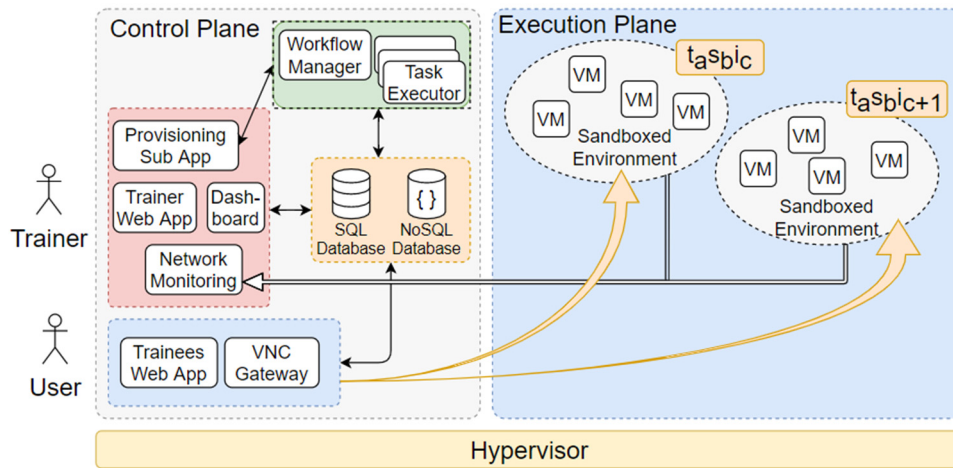 Control Plane
Workflow
Manager
Task
Executor
Provisioning
Sub App
Trainer
Web App
Dash-
board
Network
Monitoring
SQL
Database
{ }
NoSQL
Database
Trainer
User
Trainees
Web App
VNC
Gateway
Execution Plane
tasbic
VM
VM
VM
VM
Sandboxed
Environment
tasbic+1
VM
VM
VM
VM
Sandboxed
Environment
Hypervisor